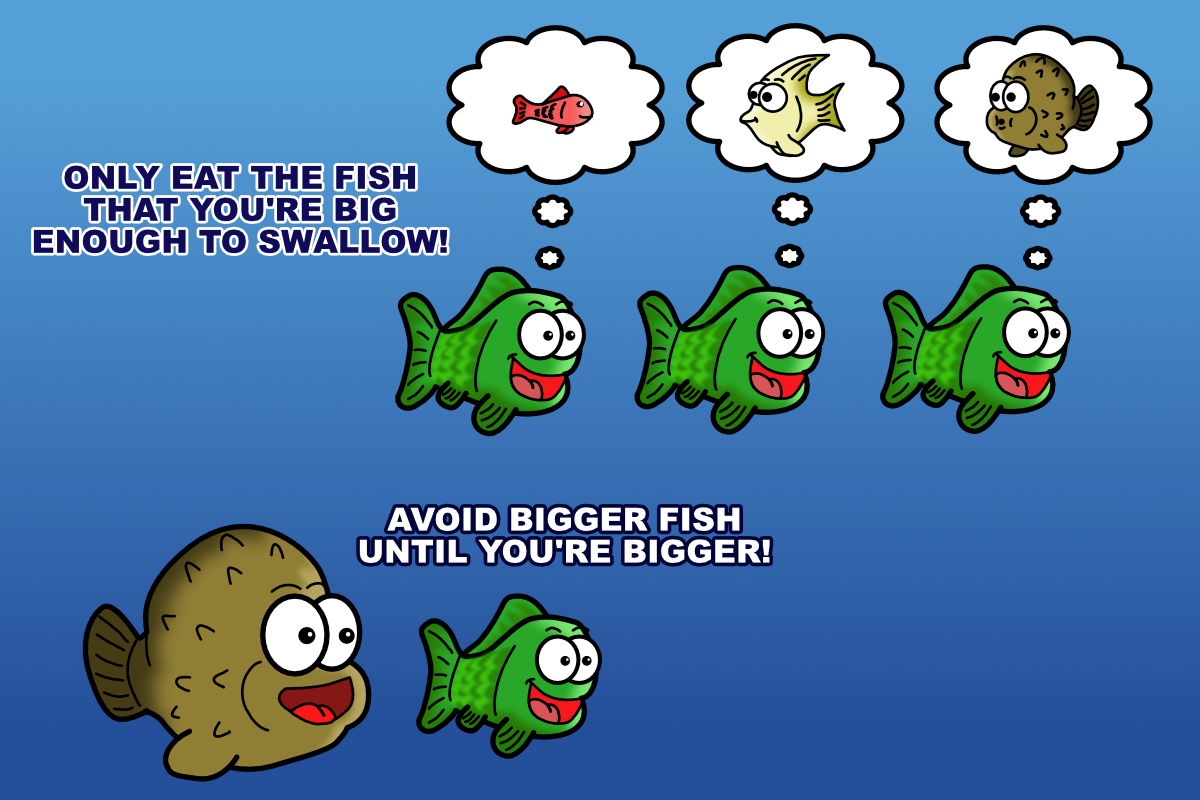 ONLY EAT THE FISH
THAT YOU'RE BIG
ENOUGH TO SWALLOW!
AVOID BIGGER FISH
UNTIL YOU'RE BIGGER!